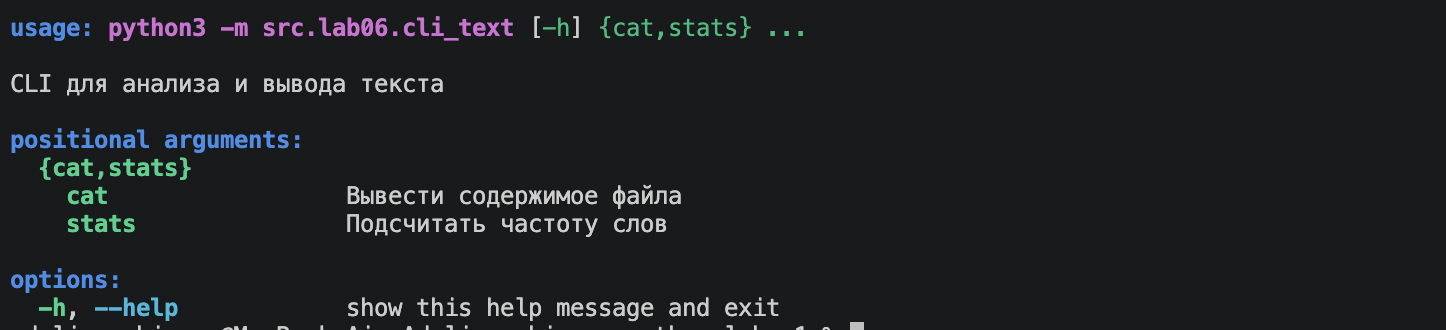 usage: python3 -m src.lab06.cli_text [-h] {cat,stats} ...
CLI для анализа и вывода текста
positional arguments:
{cat,stats}
cat Вывести содержимое файла
stats Подсчитать частоту слов
options:
-h, --help show this help message and exit